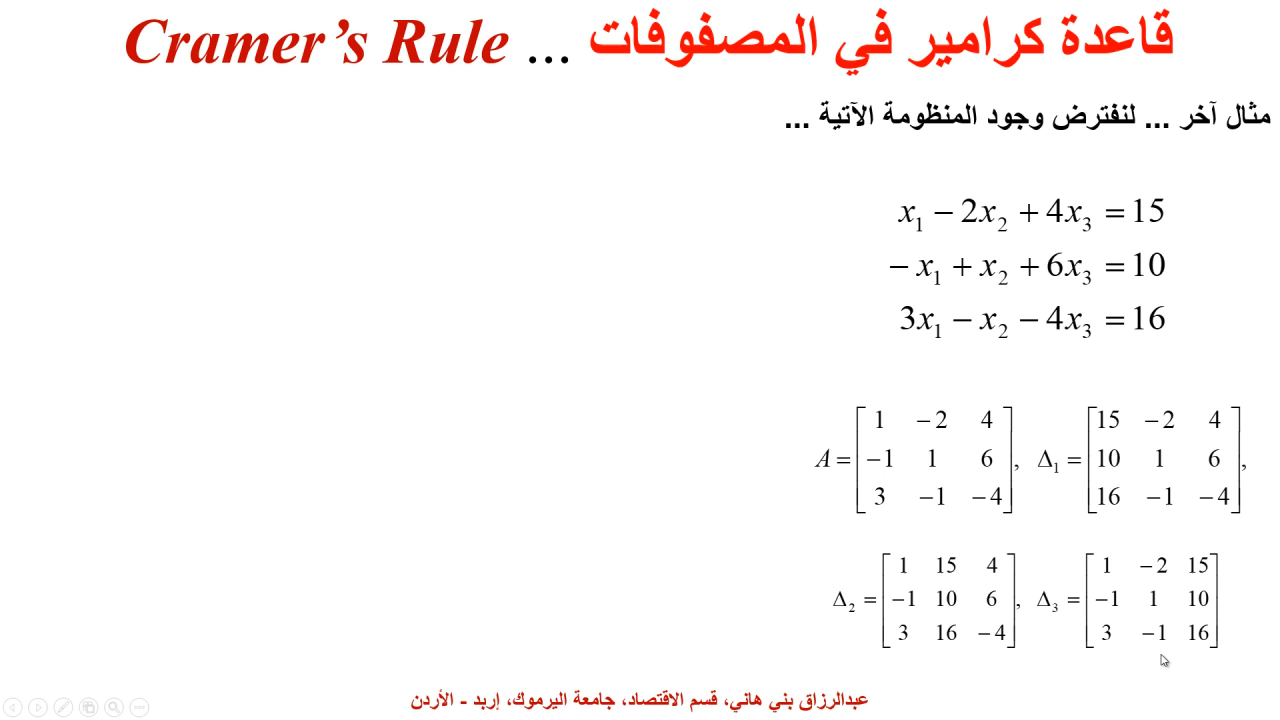 قاعدة كرامير في المصفوفات ... Cramer’s Rule
مثال آخر ... لنفترض وجود المنظومة الآتية ...
x₁ − 2x₂ + 4x₃ = 15
− x₁ + x₂ + 6x₃ = 10
3x₁ − x₂ − 4x₃ = 16
A = [1 −2 4; −1 1 6; 3 −1 −4], Δ₁ = [15 −2 4; 10 1 6; 16 −1 −4],
Δ₂ = [1 15 4; −1 10 6; 3 16 −4], Δ₃ = [1 −2 15; −1 1 10; 3 −1 16]
عبدالرزاق بني هاني، قسم الاقتصاد، جامعة اليرموك، إربد - الأردن